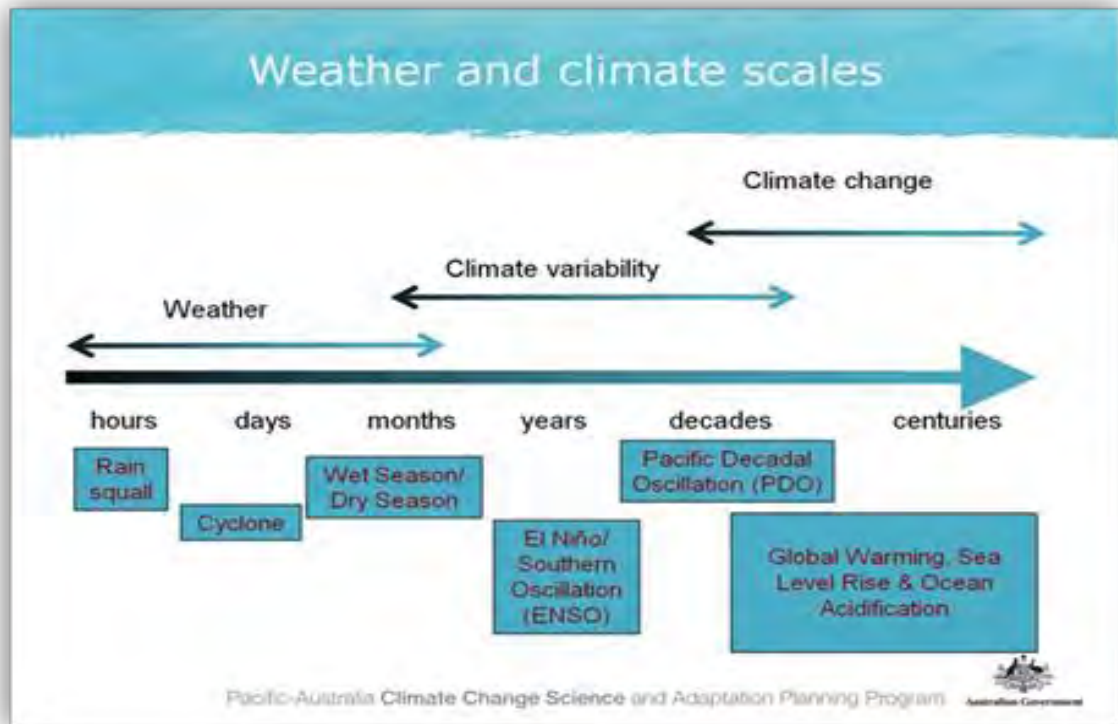 Weather and climate scales
Climate change
Climate variability
Weather
hours days months years decades centuries
Rain
squall
Cyclone
Wet Season/
Dry Season
El Niño/
Southern
Oscillation
(ENSO)
Pacific Decadal
Oscillation (PDO)
Global Warming, Sea
Level Rise & Ocean
Acidification
Pacific-Australia Climate Change Science and Adaptation Planning Program
Australian Government